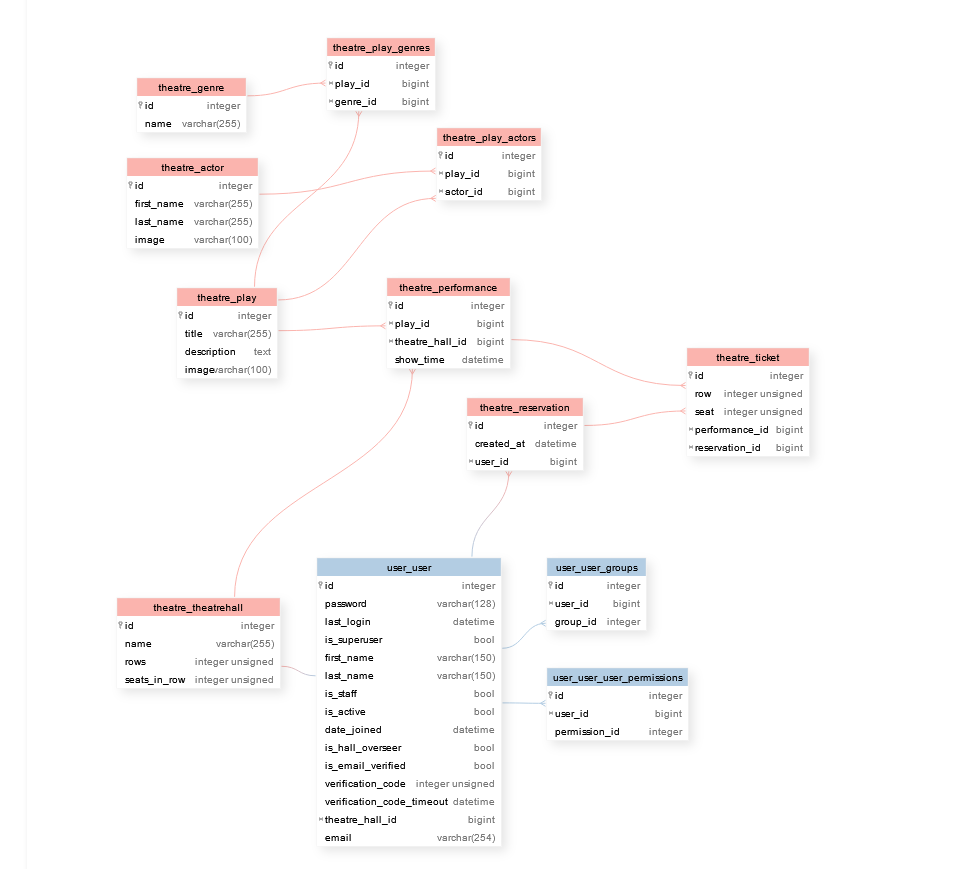 theatre_play_genres
id integer
play_id bigint
genre_id bigint
theatre_genre
id integer
name varchar(255)
theatre_play_actors
id integer
play_id bigint
actor_id bigint
theatre_actor
id integer
first_name varchar(255)
last_name varchar(255)
image varchar(100)
theatre_play
id integer
title varchar(255)
description text
image varchar(100)
theatre_performance
id integer
play_id bigint
theatre_hall_id bigint
show_time datetime
theatre_ticket
id integer
row integer unsigned
seat integer unsigned
performance_id bigint
reservation_id bigint
theatre_reservation
id integer
created_at datetime
user_id bigint
theatre_theatrehall
id integer
name varchar(255)
rows integer unsigned
seats_in_row integer unsigned
user_user
id integer
password varchar(128)
last_login datetime
is_superuser bool
first_name varchar(150)
last_name varchar(150)
is_staff bool
is_active bool
date_joined datetime
is_hall_overseer bool
is_email_verified bool
verification_code integer unsigned
verification_code_timeout datetime
theatre_hall_id bigint
email varchar(254)
user_user_groups
id integer
user_id bigint
group_id integer
user_user_user_permissions
id integer
user_id bigint
permission_id integer